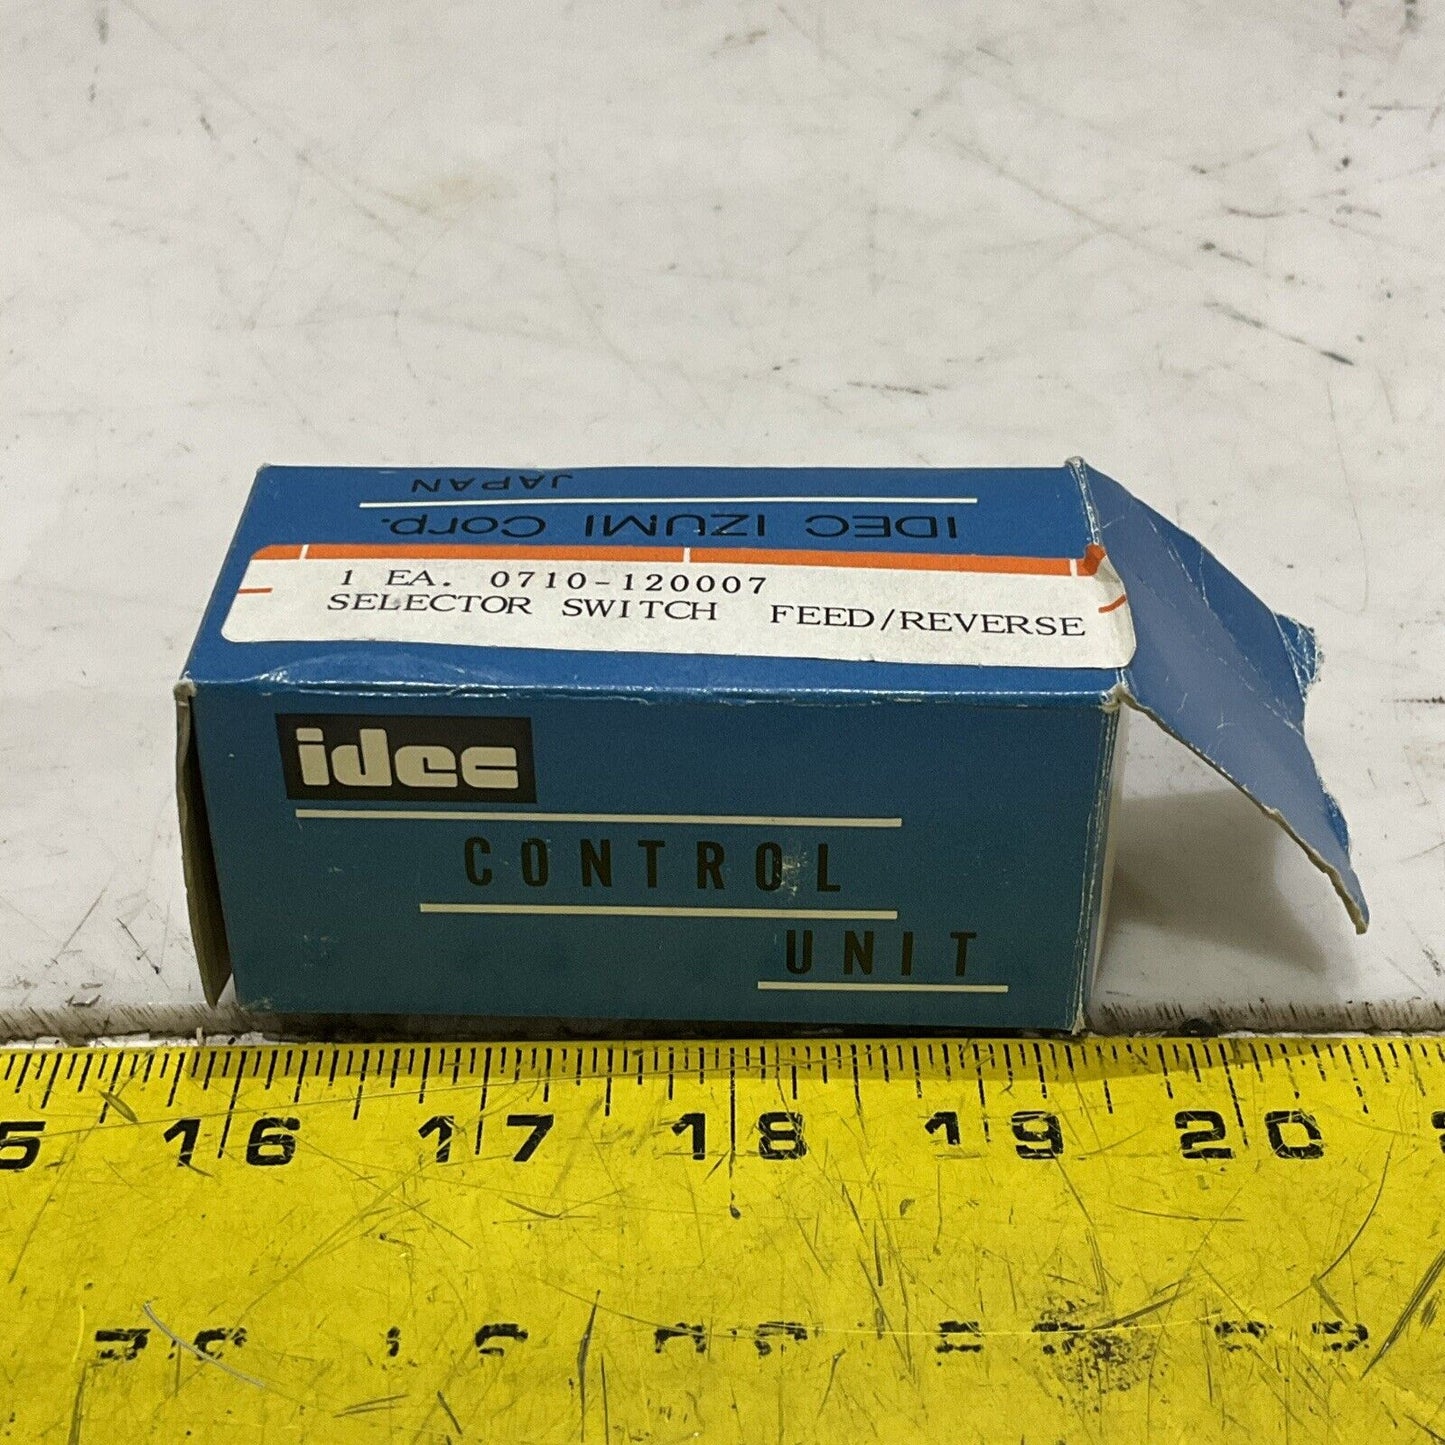 JAPAN
IDEC IZUMI Corp.
1 EA. 0710-120007
SELECTOR SWITCH FEED/REVERSE
idec
CONTROL
UNIT
16 17 18 19 20